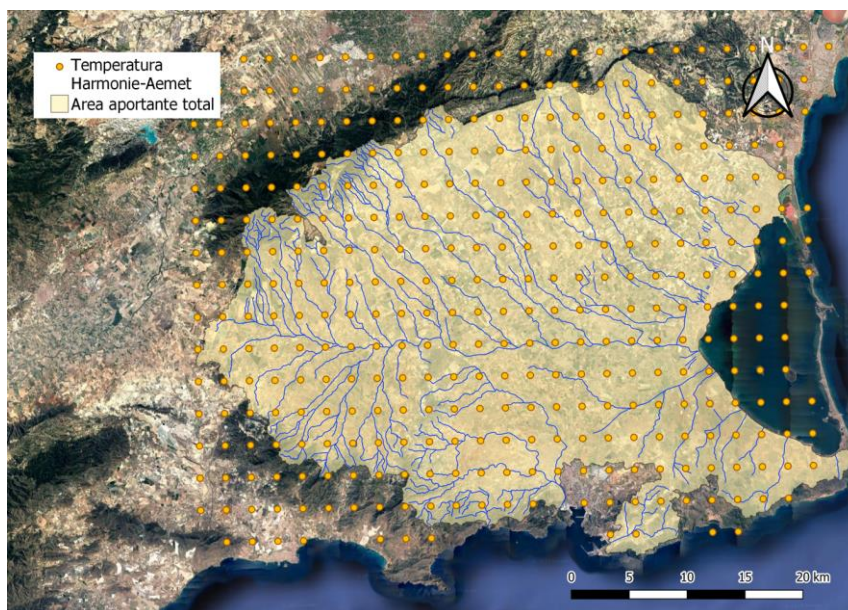 Temperatura
Harmonie-Aemet
Area aportante total
N
0 5 10 15 20 km